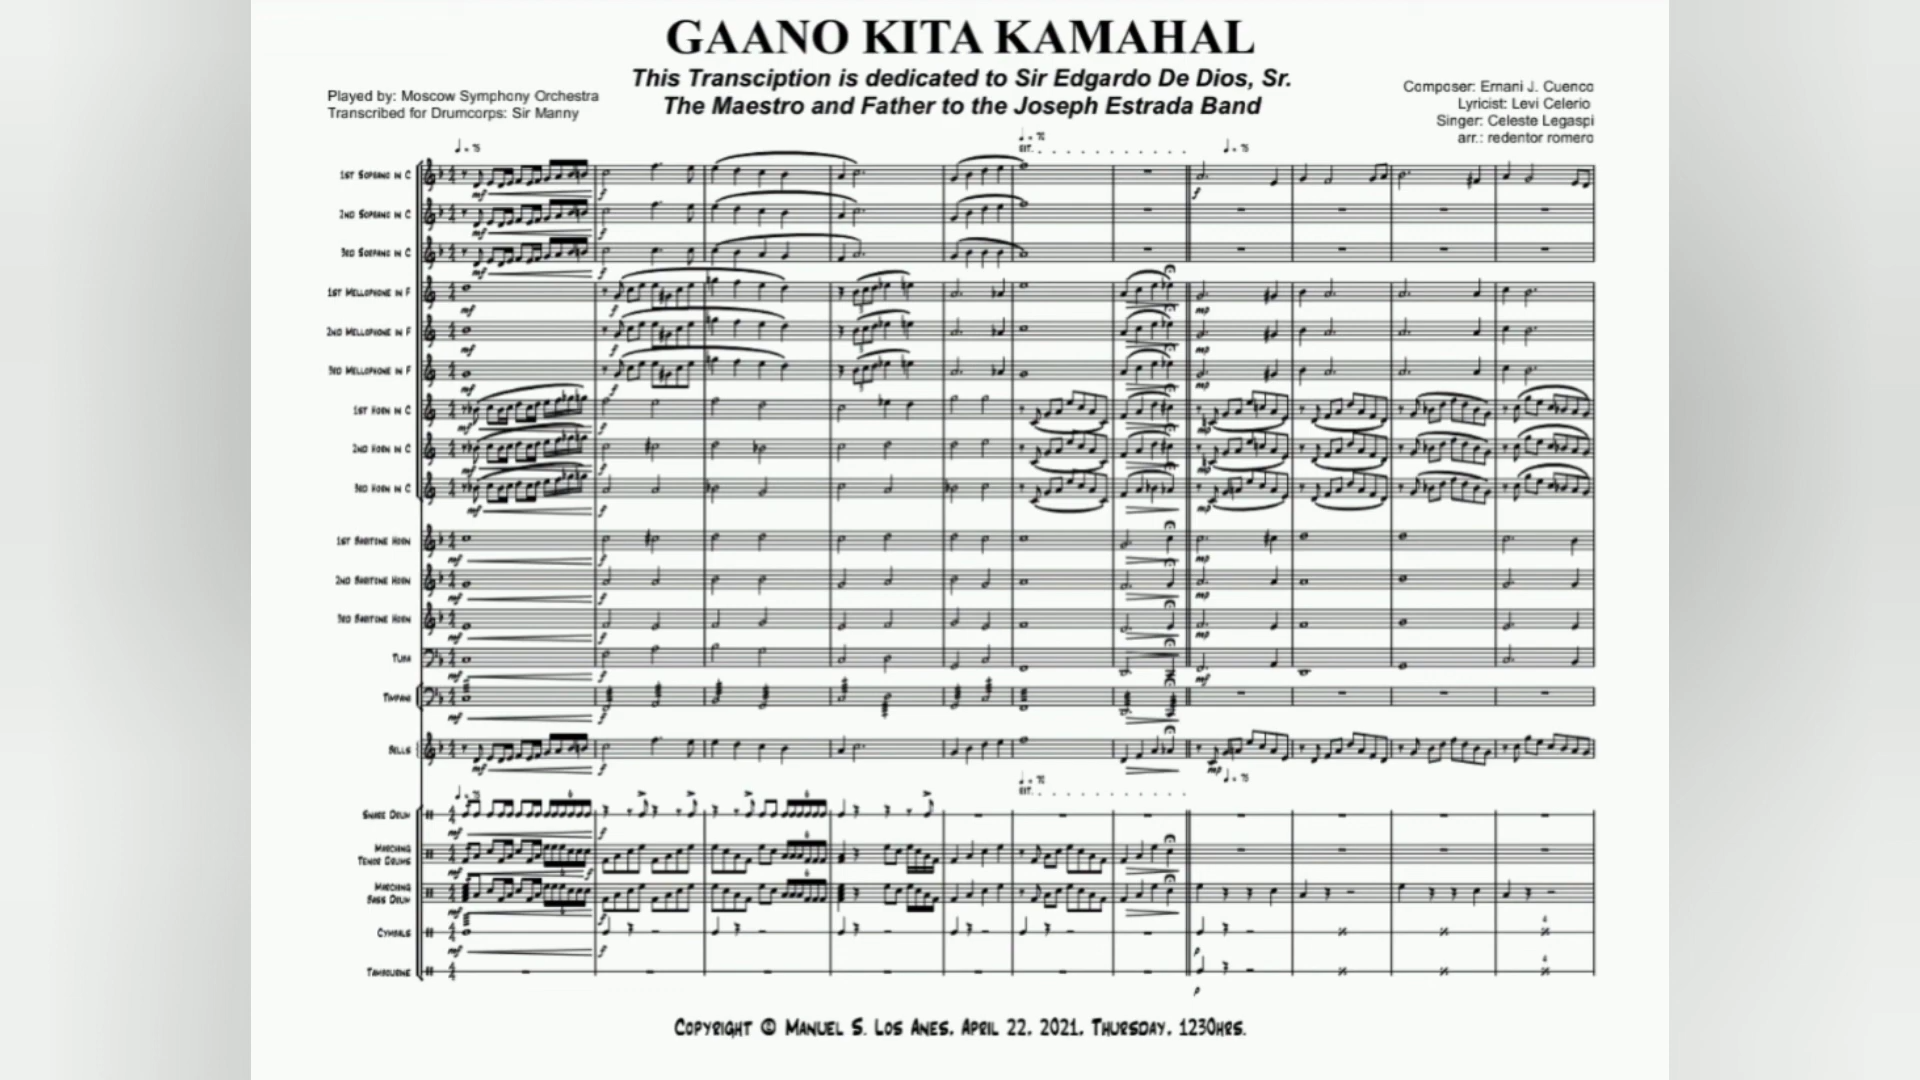 GAANO KITA KAMAHAL
This Transciption is dedicated to Sir Edgardo De Dios, Sr.
The Maestro and Father to the Joseph Estrada Band
Played by: Moscow Symphony Orchestra
Transcribed for Drumcorps: Sir Manny
Composer: Ernani J. Cuenco
Lyricist: Levi Celerio
Singer: Celeste Legaspi
arr.: redentor romero
1ST SOPRANO IN C
2ND SOPRANO IN C
3RD SOPRANO IN C
1ST MELLOPHONE IN F
2ND MELLOPHONE IN F
3RD MELLOPHONE IN F
1ST HORN IN C
2ND HORN IN C
3RD HORN IN C
1ST BARITONE HORN
2ND BARITONE HORN
3RD BARITONE HORN
TUBA
TIMPANI
BELLS
SNARE DRUM
MARCHING
TENOR DRUMS
MARCHING
BASS DRUM
CYMBALS
TAMBOURINE
COPYRIGHT © MANUEL S. LOS ANES, APRIL 22, 2021, THURSDAY, 1230HRS.